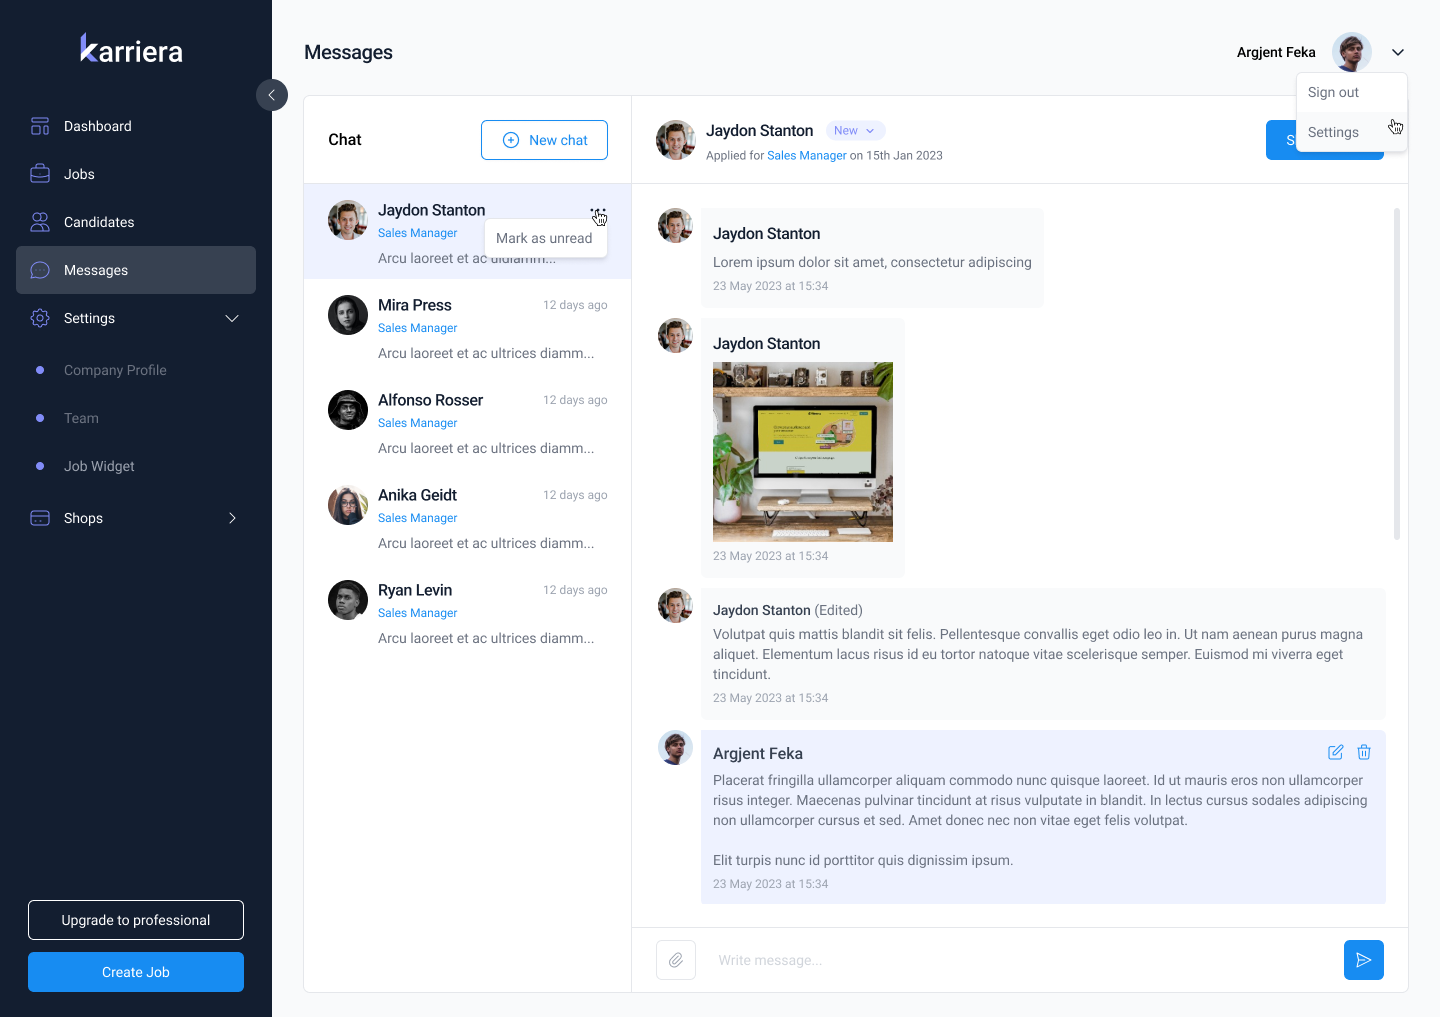 karriera
Dashboard
Jobs
Candidates
Messages
Settings
Company Profile
Team
Job Widget
Shops
Upgrade to professional
Create Job
Messages
Argjent Feka
Sign out
Settings
Chat
New chat
Jaydon Stanton
Sales Manager
Mark as unread
Arcu laoreet et ac
Mira Press
12 days ago
Sales Manager
Arcu laoreet et ac ultrices diamm...
Alfonso Rosser
12 days ago
Sales Manager
Arcu laoreet et ac ultrices diamm...
Anika Geidt
12 days ago
Sales Manager
Arcu laoreet et ac ultrices diamm...
Ryan Levin
12 days ago
Sales Manager
Arcu laoreet et ac ultrices diamm...
Jaydon Stanton New
Applied for Sales Manager on 15th Jan 2023
Jaydon Stanton
Lorem ipsum dolor sit amet, consectetur adipiscing
23 May 2023 at 15:34
Jaydon Stanton
23 May 2023 at 15:34
Jaydon Stanton (Edited)
Volutpat quis mattis blandit sit felis. Pellentesque convallis eget odio leo in. Ut nam aenean purus magna
aliquet. Elementum lacus risus id eu tortor natoque vitae scelerisque semper. Euismod mi viverra eget
tincidunt.
23 May 2023 at 15:34
Argjent Feka
Placerat fringilla ullamcorper aliquam commodo nunc quisque laoreet. Id ut mauris eros non ullamcorper
risus integer. Maecenas pulvinar tincidunt at risus vulputate in blandit. In lectus cursus sodales adipiscing
non ullamcorper cursus et sed. Amet donec nec non vitae eget felis volutpat.
Elit turpis nunc id porttitor quis dignissim ipsum.
23 May 2023 at 15:34
Write message...